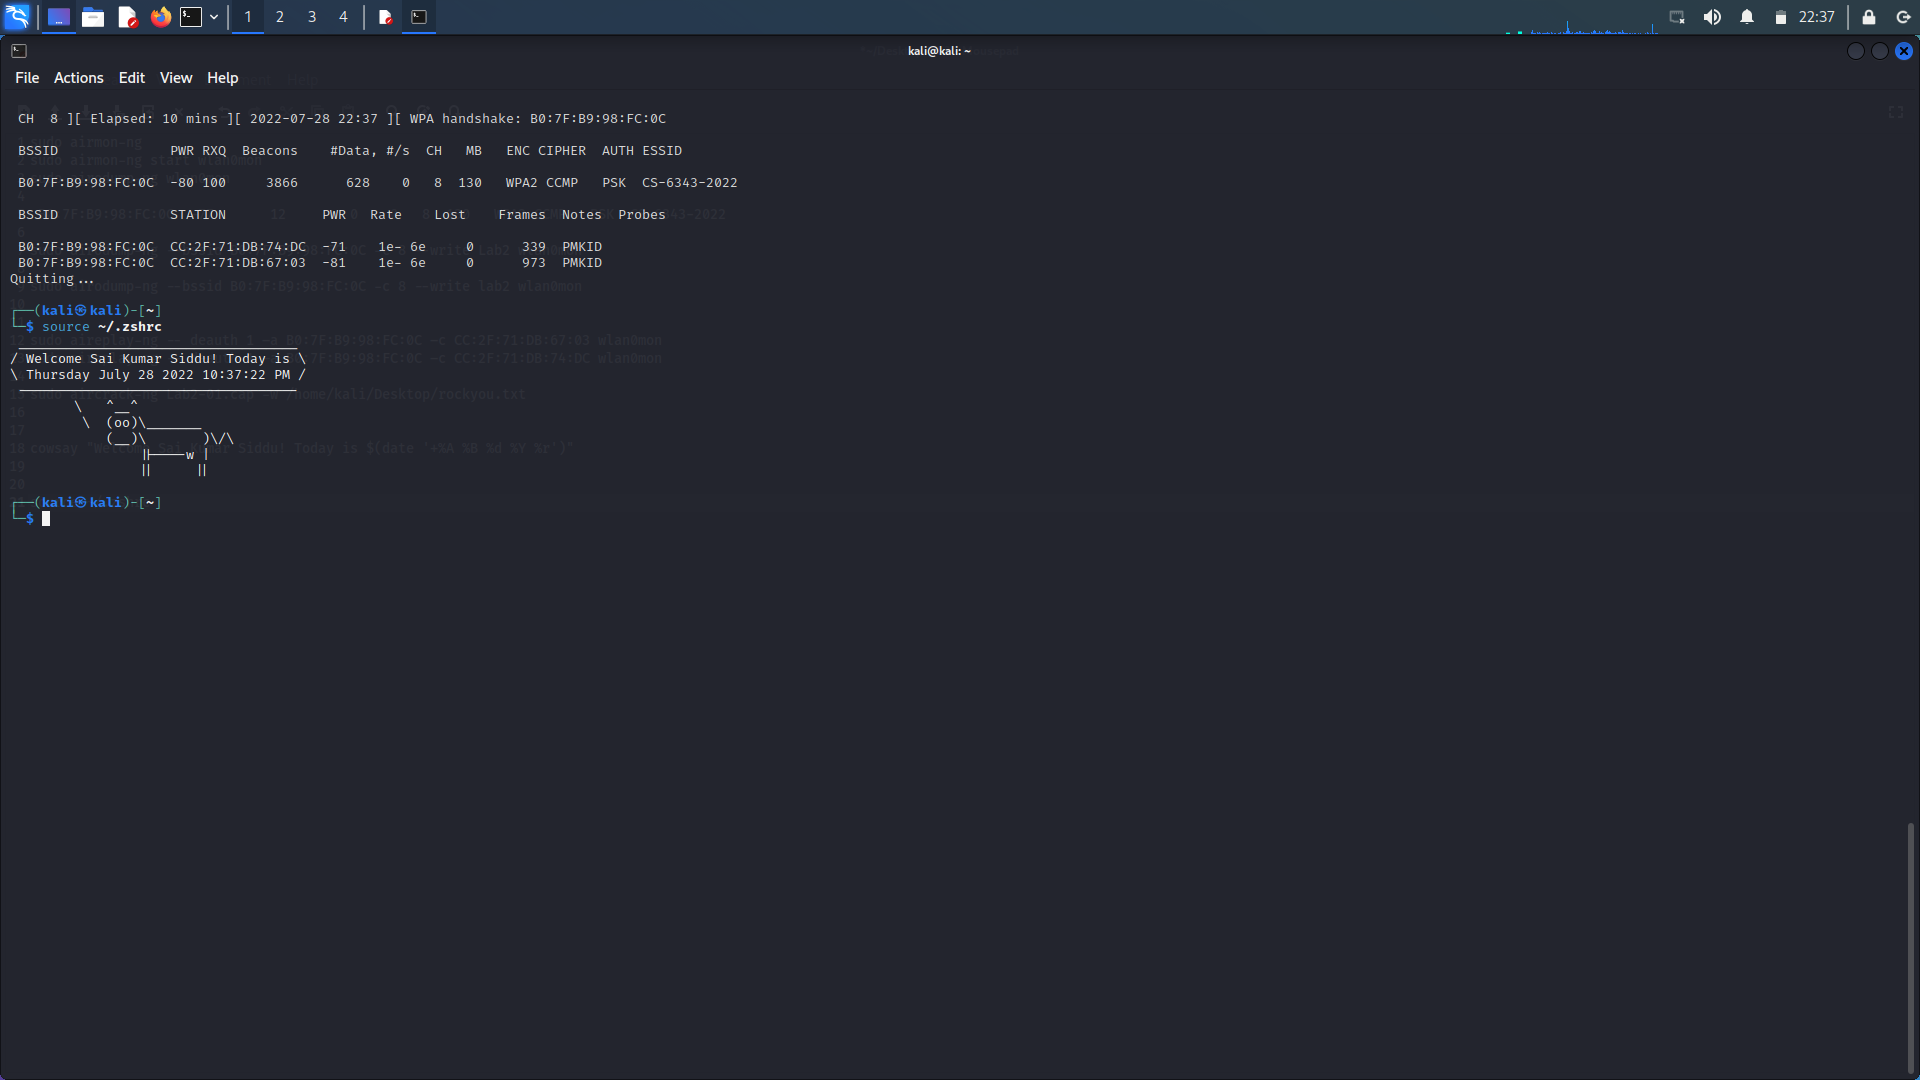 1 2 3 4 22:37
kali@kali: ~
File Actions Edit View Help
CH 8 ][ Elapsed: 10 mins ][ 2022-07-28 22:37 ][ WPA handshake: B0:7F:B9:98:FC:0C
BSSID PWR RXQ Beacons #Data, #/s CH MB ENC CIPHER AUTH ESSID
B0:7F:B9:98:FC:0C -80 100 3866 628 0 8 130 WPA2 CCMP PSK CS-6343-2022
BSSID STATION PWR Rate Lost Frames Notes Probes
B0:7F:B9:98:FC:0C CC:2F:71:DB:74:DC -71 1e- 6e 0 339 PMKID
B0:7F:B9:98:FC:0C CC:2F:71:DB:67:03 -81 1e- 6e 0 973 PMKID
Quitting...
┌──(kali㉿kali)-[~]
└─$ source ~/.zshrc
/ Welcome Sai Kumar Siddu! Today is \
\ Thursday July 28 2022 10:37:22 PM /
\ ^__^
\ (oo)\_______
(__)\ )\/\
||----w |
|| ||
┌──(kali㉿kali)-[~]
└─$